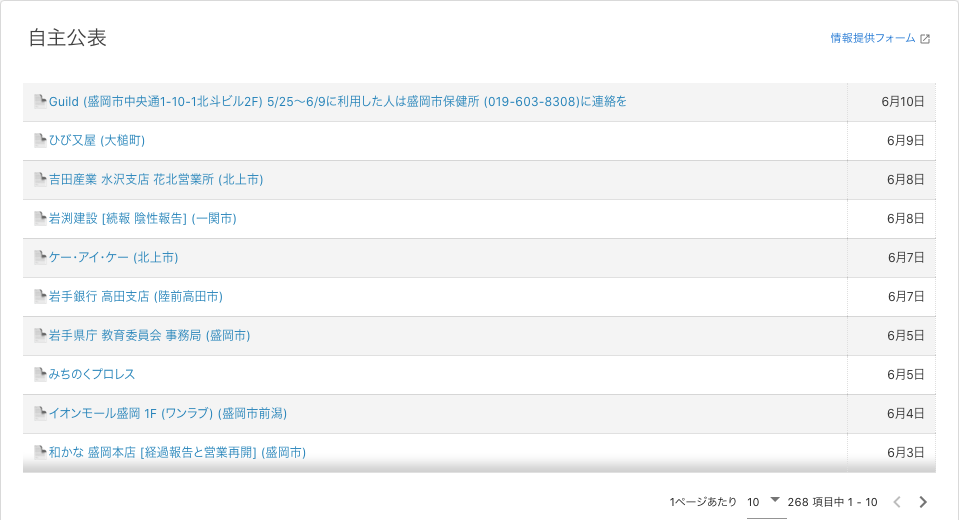 自主公表
情報提供フォーム
Guild (盛岡市中央通1-10-1北斗ビル2F) 5/25〜6/9に利用した人は盛岡市保健所 (019-603-8308)に連絡を 6月10日
ひび又屋 (大槌町) 6月9日
吉田産業 水沢支店 花北営業所 (北上市) 6月8日
岩渕建設 [続報 陰性報告] (一関市) 6月8日
ケー・アイ・ケー (北上市) 6月7日
岩手銀行 高田支店 (陸前高田市) 6月7日
岩手県庁 教育委員会 事務局 (盛岡市) 6月5日
みちのくプロレス 6月5日
イオンモール盛岡 1F (ワンラブ) (盛岡市前潟) 6月4日
和かな 盛岡本店 [経過報告と営業再開] (盛岡市) 6月3日
1ページあたり 10 268 項目中 1 - 10